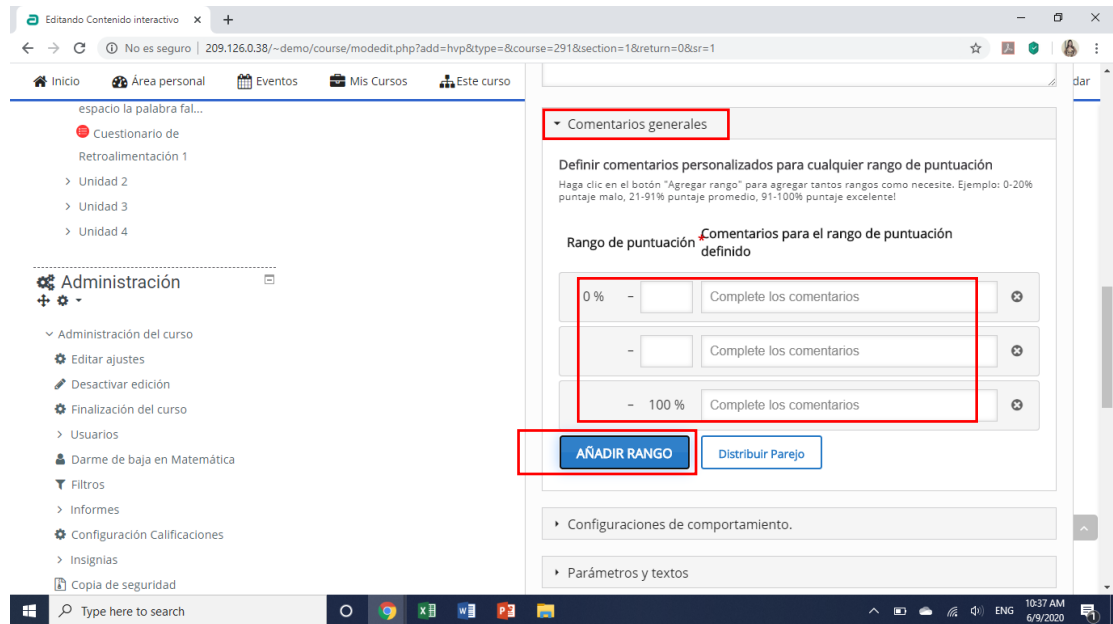 Editando Contenido interactivo
No es seguro | 209.126.0.38/~demo/course/modedit.php?add=hvp&type=&course=291&section=1&return=0&sr=1
Inicio Área personal Eventos Mis Cursos Este curso
dar
espacio la palabra fal...
Cuestionario de
Retroalimentación 1
Unidad 2
Unidad 3
Unidad 4
Administración
Administración del curso
Editar ajustes
Desactivar edición
Finalización del curso
Usuarios
Darme de baja en Matemática
Filtros
Informes
Configuración Calificaciones
Insignias
Copia de seguridad
Comentarios generales
Definir comentarios personalizados para cualquier rango de puntuación
Haga clic en el botón "Agregar rango" para agregar tantos rangos como necesite. Ejemplo: 0-20%
puntaje malo, 21-91% puntaje promedio, 91-100% puntaje excelente!
Rango de puntuación * Comentarios para el rango de puntuación
definido
0 % – Complete los comentarios
– Complete los comentarios
– 100 % Complete los comentarios
AÑADIR RANGO Distribuir Parejo
Configuraciones de comportamiento.
Parámetros y textos
Type here to search
ENG
10:37 AM
6/9/2020